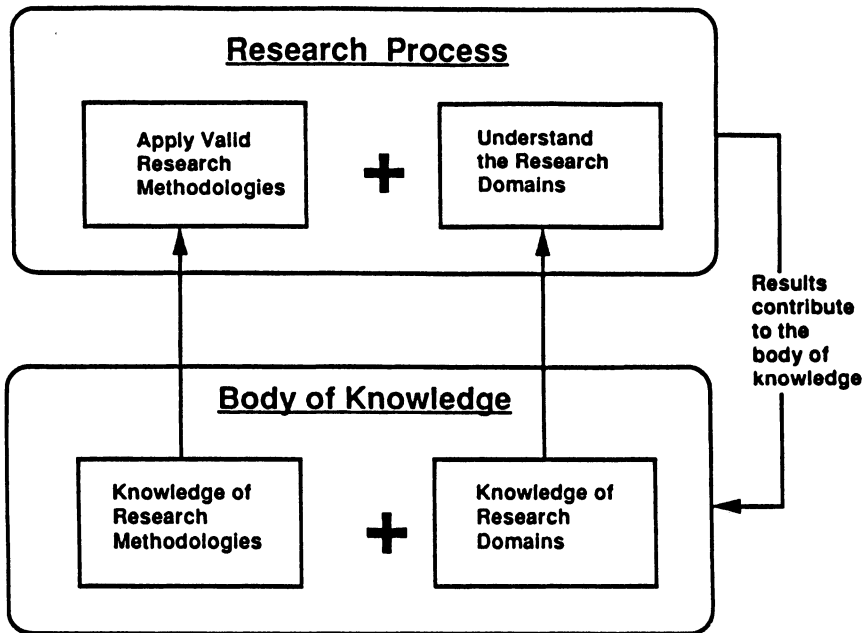 Research Process
Apply Valid
Research
Methodologies
+
Understand
the Research
Domains
Results
contribute
to the
body of
knowledge
Body of Knowledge
Knowledge of
Research
Methodologies
+
Knowledge of
Research
Domains